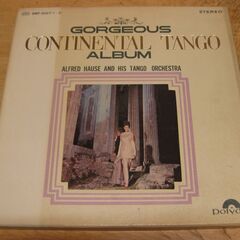 STEREO
GORGEOUS
CONTINENTAL TANGO
ALBUM
ALFRED HAUSE AND HIS TANGO ORCHESTRA
Polydor